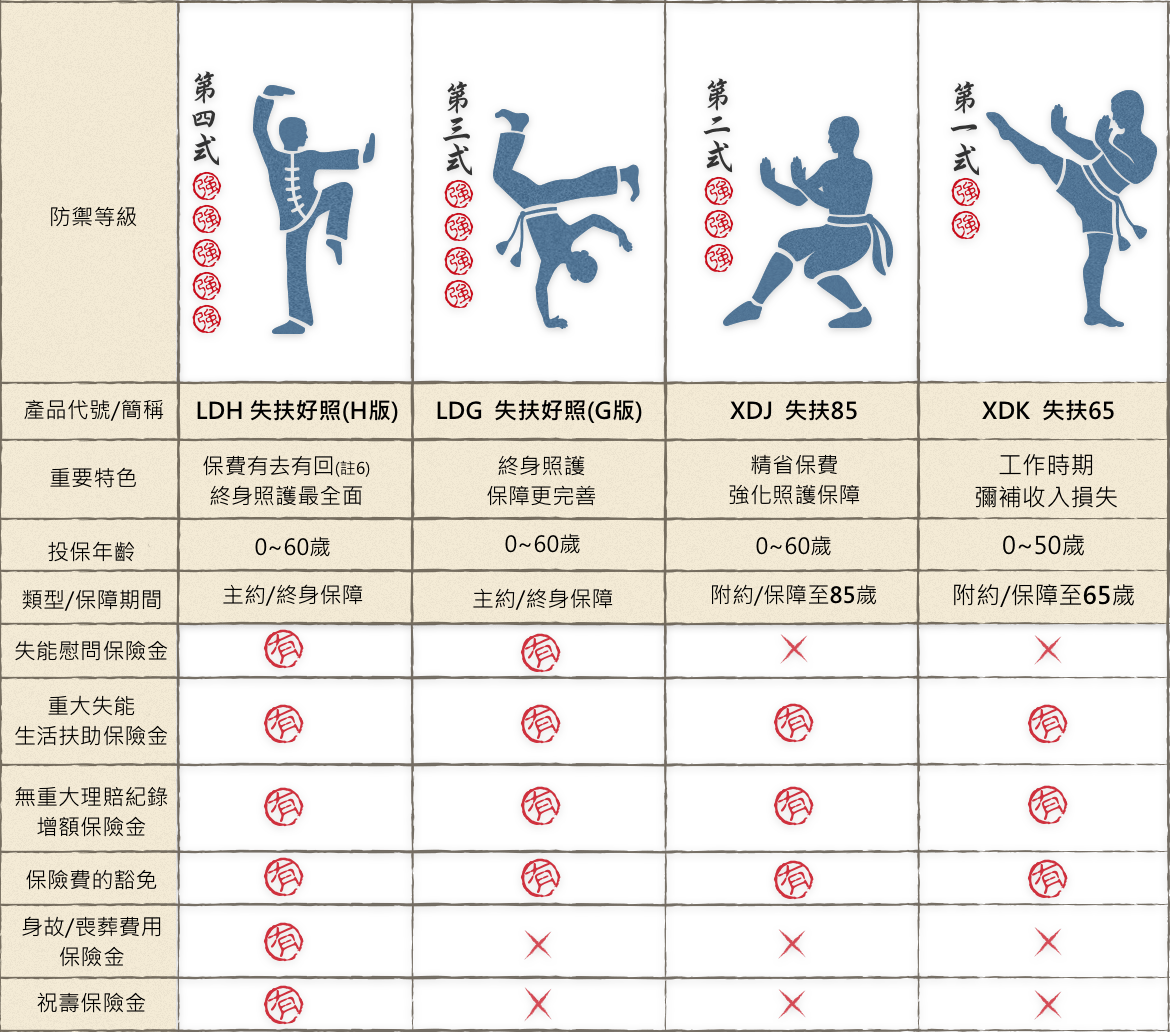 防禦等級
第四式
強
強
強
強
強
第三式
強
強
強
強
第二式
強
強
強
第一式
強
強
產品代號/簡稱
LDH 失扶好照(H版)
LDG 失扶好照(G版)
XDJ 失扶85
XDK 失扶65
重要特色
保費有去有回(註6)
終身照護最全面
終身照護
保障更完善
精省保費
強化照護保障
工作時期
彌補收入損失
投保年齡
0~60歲
0~60歲
0~60歲
0~50歲
類型/保障期間
主約/終身保障
主約/終身保障
附約/保障至85歲
附約/保障至65歲
失能慰問保險金
有
有
重大失能
生活扶助保險金
有
有
有
有
無重大理賠紀錄
增額保險金
有
有
有
有
保險費的豁免
有
有
有
有
身故/喪葬費用
保險金
有
祝壽保險金
有